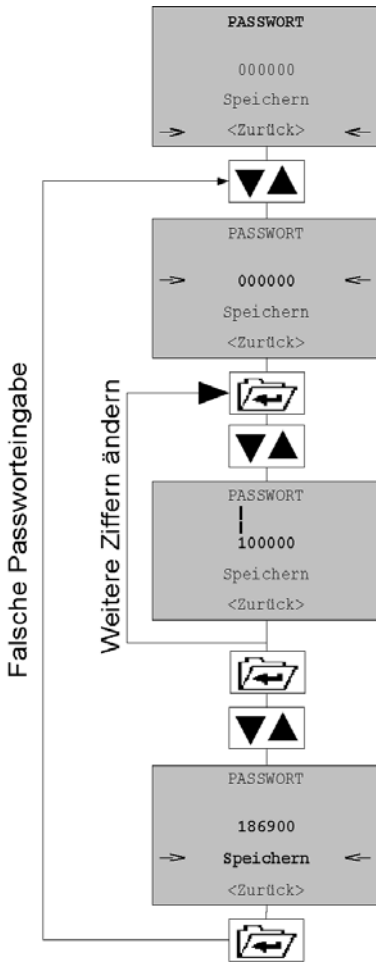 PASSWORT
000000
Speichern
<Zurück>
PASSWORT
000000
Speichern
<Zurück>
PASSWORT
100000
Speichern
<Zurück>
PASSWORT
186900
Speichern
<Zurück>
Falsche Passworteingabe
Weitere Ziffern ändern